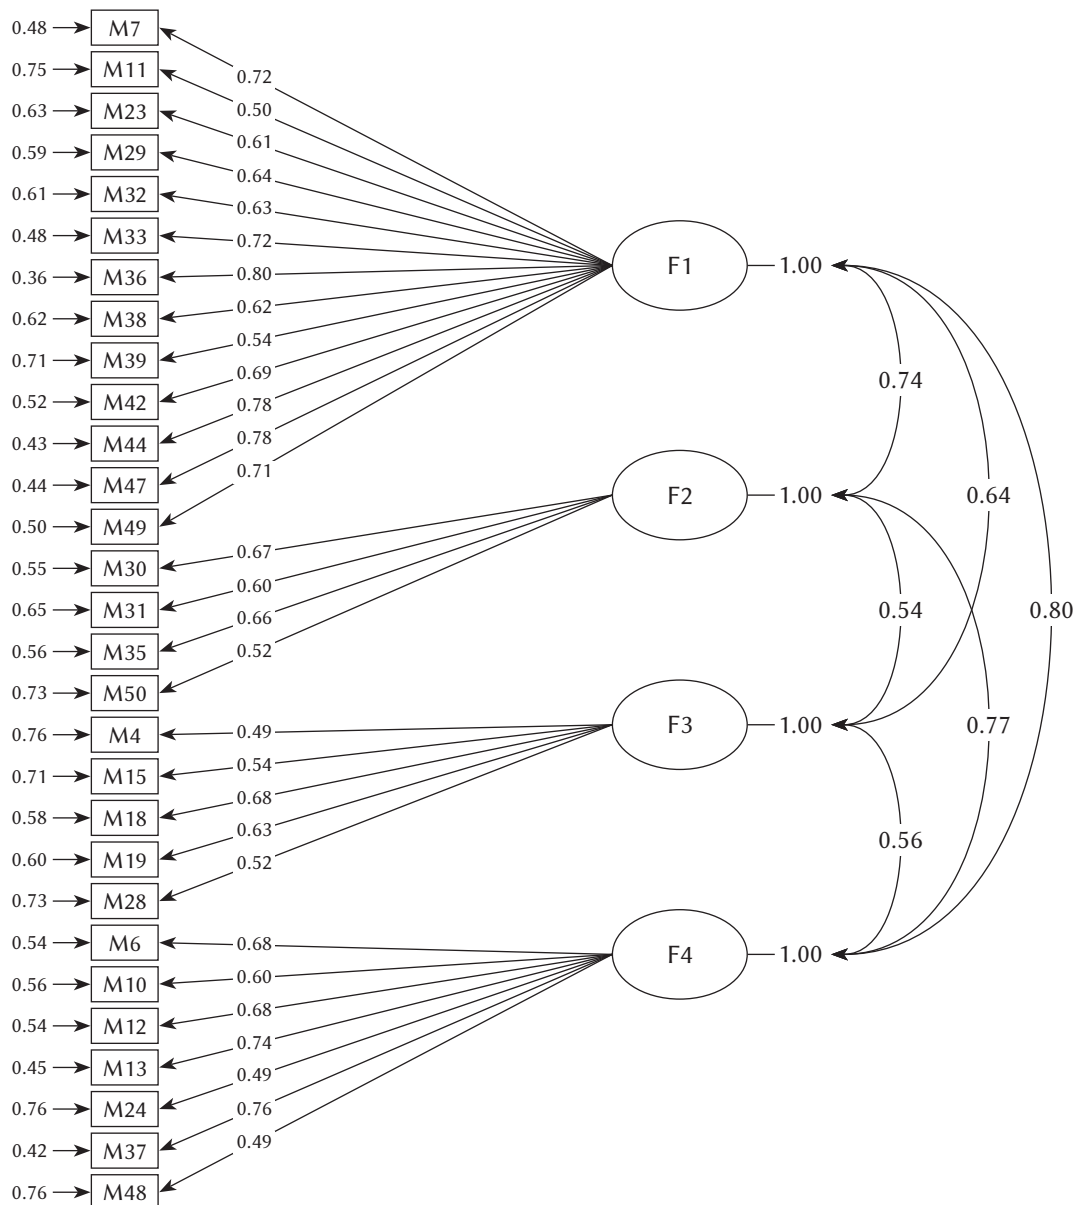 0.48 M7
0.72
0.75 M11
0.50
0.63 M23
0.61
0.59 M29
0.64
0.61 M32
0.63
0.48 M33
0.72
F1 1.00
0.36 M36
0.80
0.62 M38
0.62
0.71 M39
0.54
0.69
0.74
0.52 M42
0.78
0.43 M44
0.78
0.71
0.44 M47
F2 1.00 0.64
0.50 M49
0.67
0.55 M30
0.60
0.65 M31
0.66
0.54 0.80
0.56 M35
0.52
0.73 M50
0.76 M4
0.49
F3 1.00 0.77
0.71 M15
0.54
0.68
0.58 M18
0.63
0.56
0.60 M19
0.52
0.73 M28
0.54 M6
0.68
F4 1.00
0.56 M10
0.60
0.68
0.54 M12
0.74
0.45 M13
0.49
0.76 M24
0.76
0.42 M37
0.49
0.76 M48